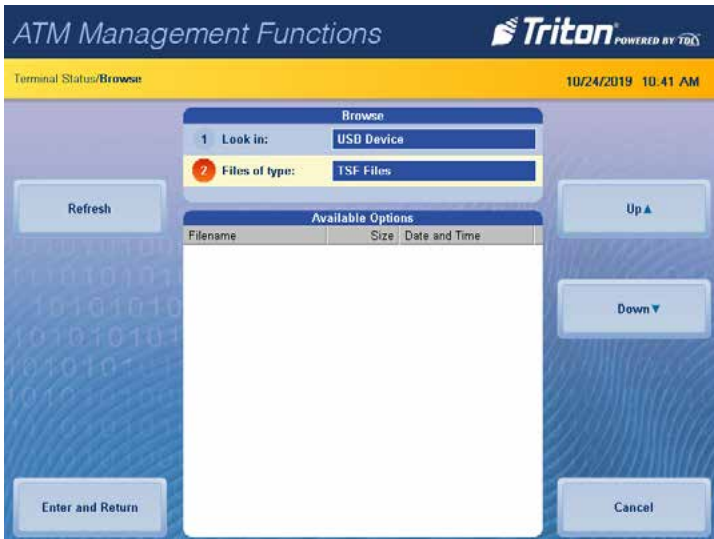 ATM Management Functions
Triton POWERED BY TDL
Terminal Status/Browse
10/24/2019 10:41 AM
Browse
1 Look in: USB Device
2 Files of type: TSF Files
Refresh
Up▲
Available Options
Filename Size Date and Time
Down▼
Enter and Return
Cancel